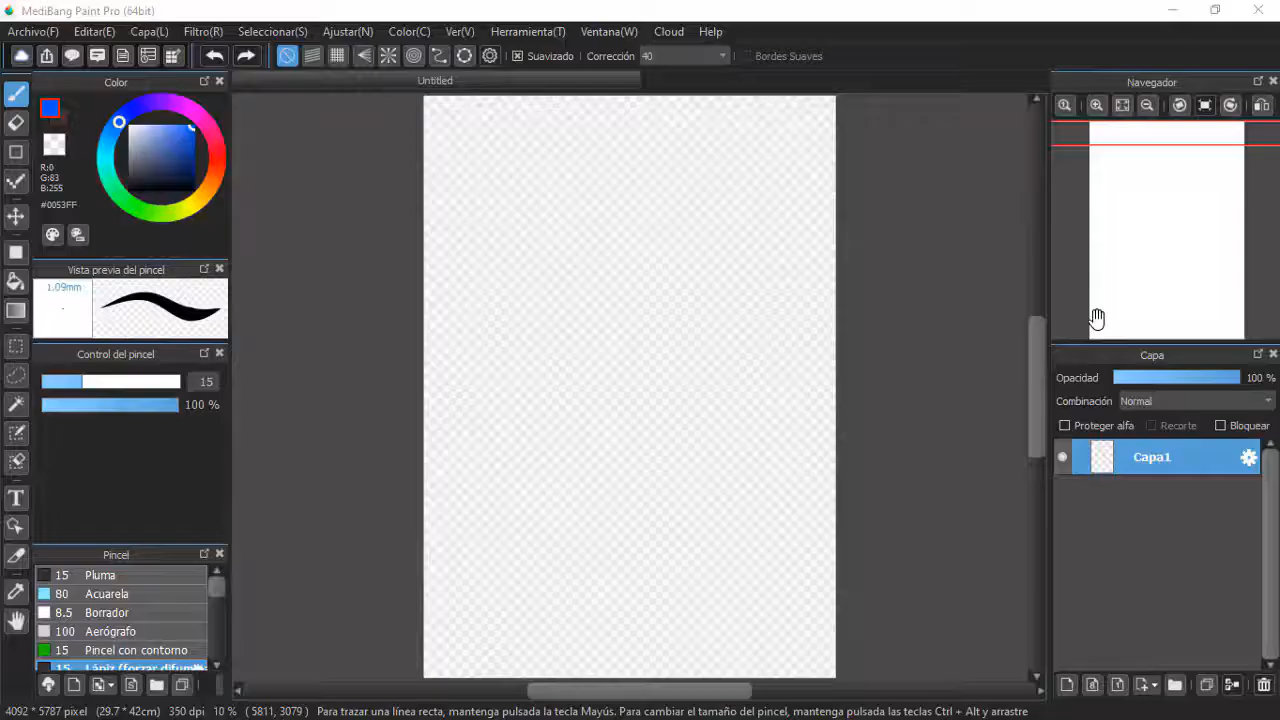 MediBang Paint Pro (64bit)
Archivo(F) Editar(E) Capa(L) Filtro(R) Seleccionar(S) Ajustar(N) Color(C) Ver(V) Herramienta(T) Ventana(W) Cloud Help
Suavizado Corrección 40 Bordes Suaves
Untitled
Color
R:0
G:83
B:255
#0053FF
Vista previa del pincel
1.09mm
Control del pincel
15
100 %
Pincel
15 Pluma
80 Acuarela
8.5 Borrador
100 Aerógrafo
15 Pincel con contorno
15 Lápiz (forzar difum
Navegador
Capa
Opacidad 100 %
Combinación Normal
Proteger alfa Recorte Bloquear
Capa1
4092 * 5787 pixel (29.7 * 42cm) 350 dpi 10 % ( 5811, 3079 ) Para trazar una línea recta, mantenga pulsada la tecla Mayús. Para cambiar el tamaño del pincel, mantenga pulsadas las teclas Ctrl + Alt y arrastre